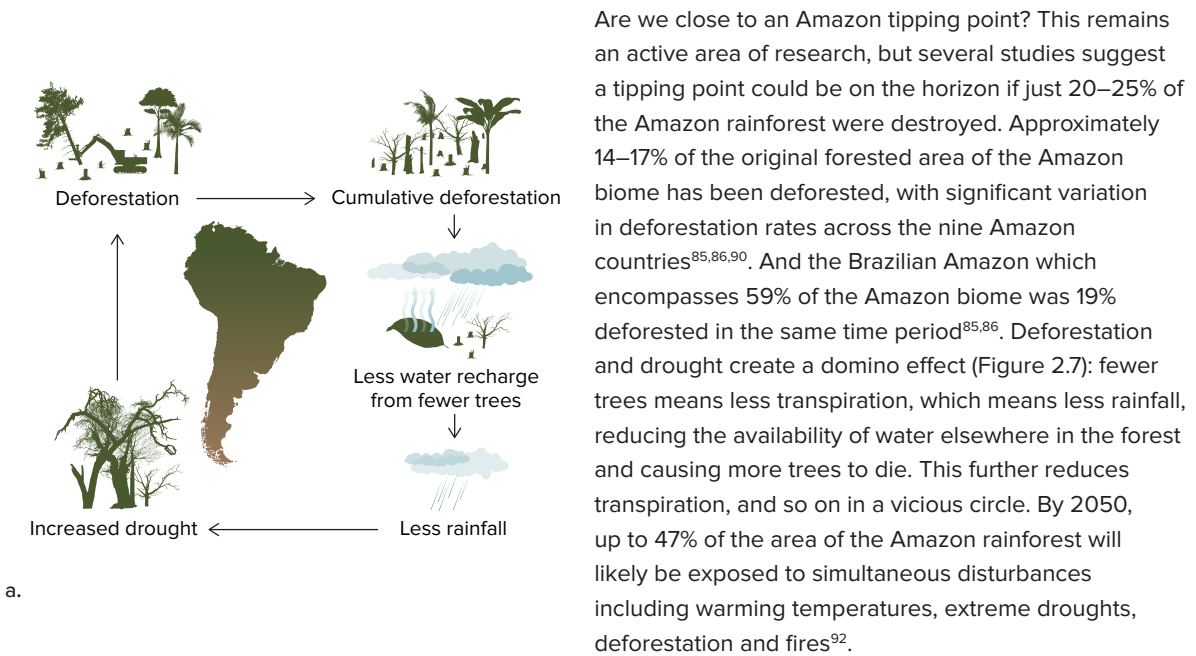 Deforestation
Cumulative deforestation
Less water recharge
from fewer trees
Less rainfall
Increased drought
a.
Are we close to an Amazon tipping point? This remains
an active area of research, but several studies suggest
a tipping point could be on the horizon if just 20–25% of
the Amazon rainforest were destroyed. Approximately
14–17% of the original forested area of the Amazon
biome has been deforested, with significant variation
in deforestation rates across the nine Amazon
countries85,86,90. And the Brazilian Amazon which
encompasses 59% of the Amazon biome was 19%
deforested in the same time period85,86. Deforestation
and drought create a domino effect (Figure 2.7): fewer
trees means less transpiration, which means less rainfall,
reducing the availability of water elsewhere in the forest
and causing more trees to die. This further reduces
transpiration, and so on in a vicious circle. By 2050,
up to 47% of the area of the Amazon rainforest will
likely be exposed to simultaneous disturbances
including warming temperatures, extreme droughts,
deforestation and fires92.